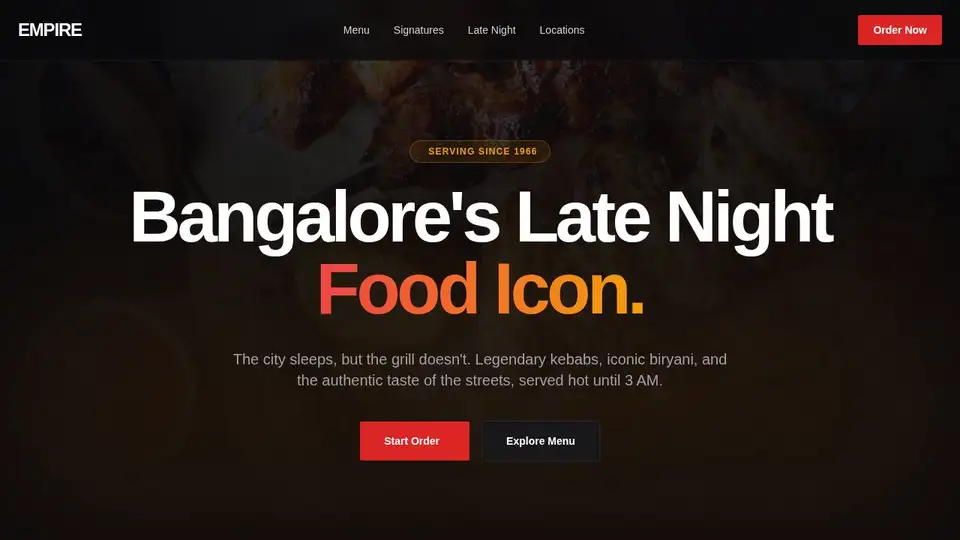 EMPIRE
Menu
Signatures
Late Night
Locations
Order Now
SERVING SINCE 1966
Bangalore's Late Night
Food Icon.
The city sleeps, but the grill doesn't. Legendary kebabs, iconic biryani, and
the authentic taste of the streets, served hot until 3 AM.
Start Order
Explore Menu